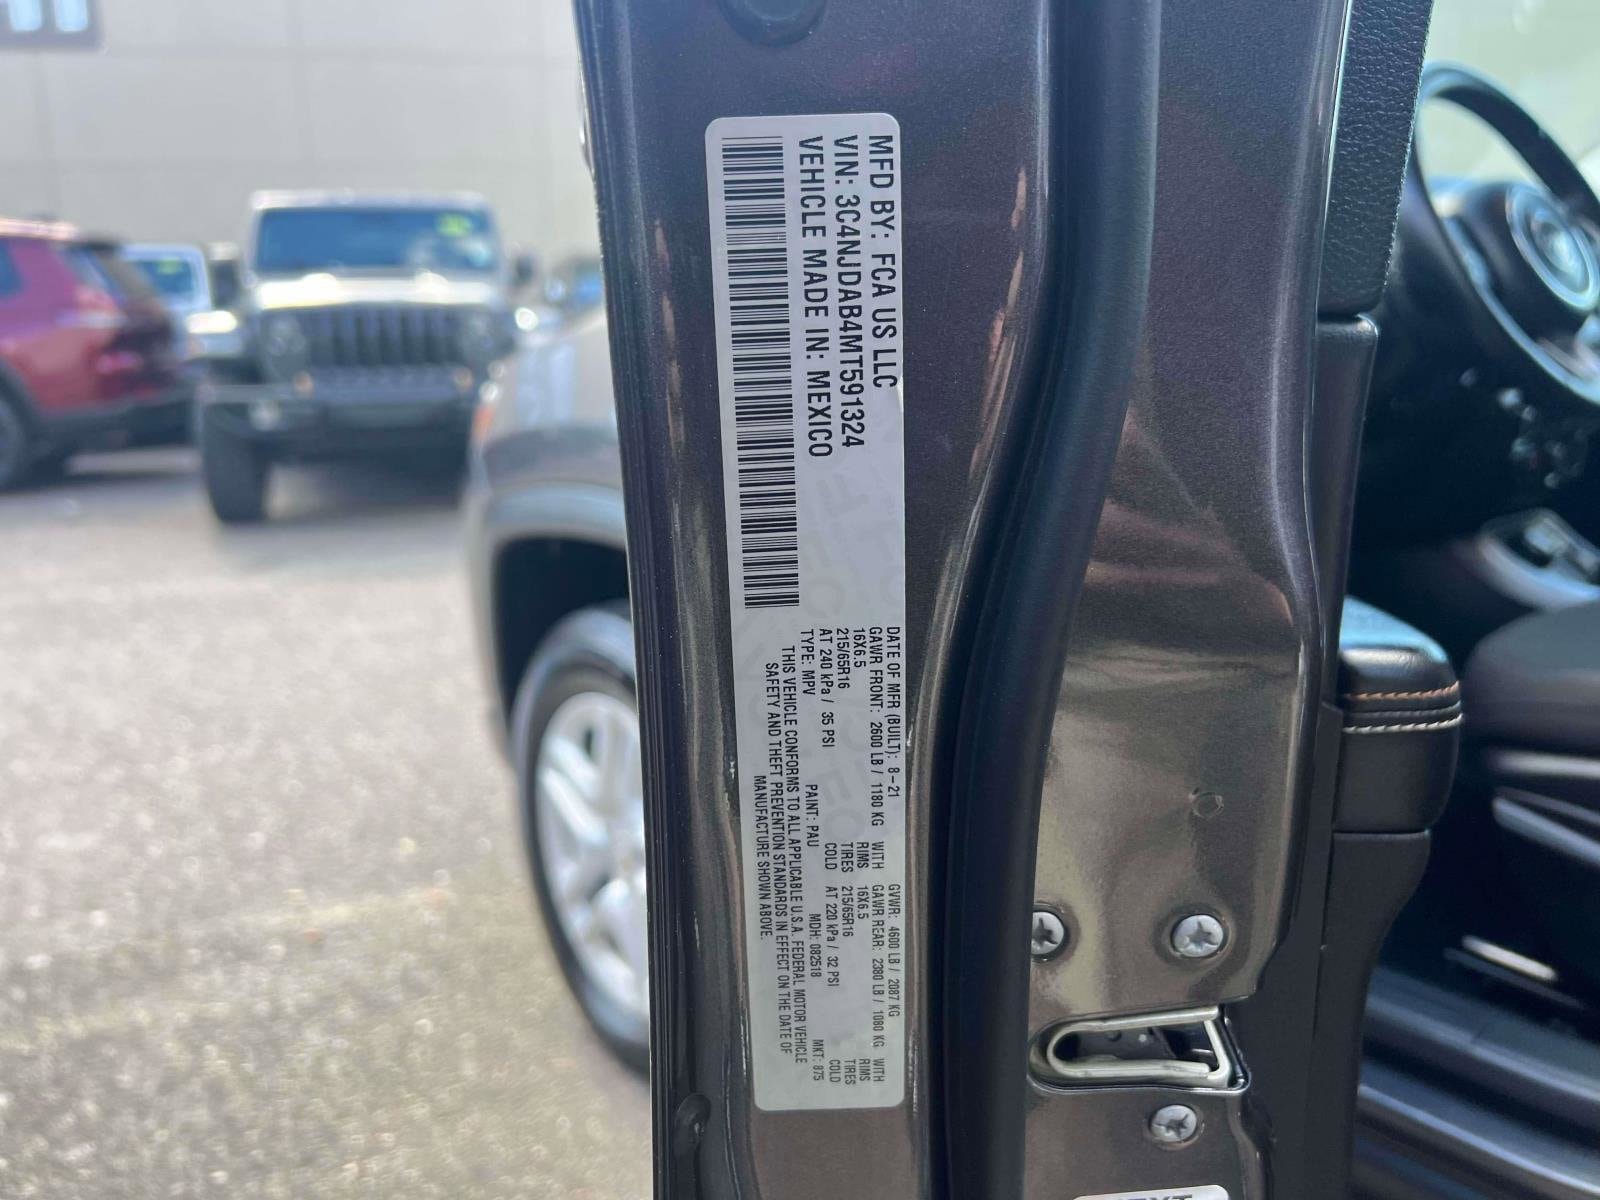 MFD BY: FCA US LLC
VIN: 3C4NJDAB4MT591324
VEHICLE MADE IN: MEXICO
DATE OF MFR (BUILT): 8-21 GVWR: 4600 LB / 2087 KG
GAWR FRONT: 2600 LB / 1180 KG WITH GAWR REAR: 2380 LB / 1080 KG WITH
16X6.5 RIMS 16X6.5 RIMS
215/65R16 TIRES 215/65R16 TIRES
AT 240 kPa / 35 PSI COLD AT 220 kPa / 32 PSI COLD
TYPE: MPV PAINT: PAU MDH: 082518 MKT: 875
THIS VEHICLE CONFORMS TO ALL APPLICABLE U.S.A. FEDERAL MOTOR VEHICLE
SAFETY AND THEFT PREVENTION STANDARDS IN EFFECT ON THE DATE OF
MANUFACTURE SHOWN ABOVE.